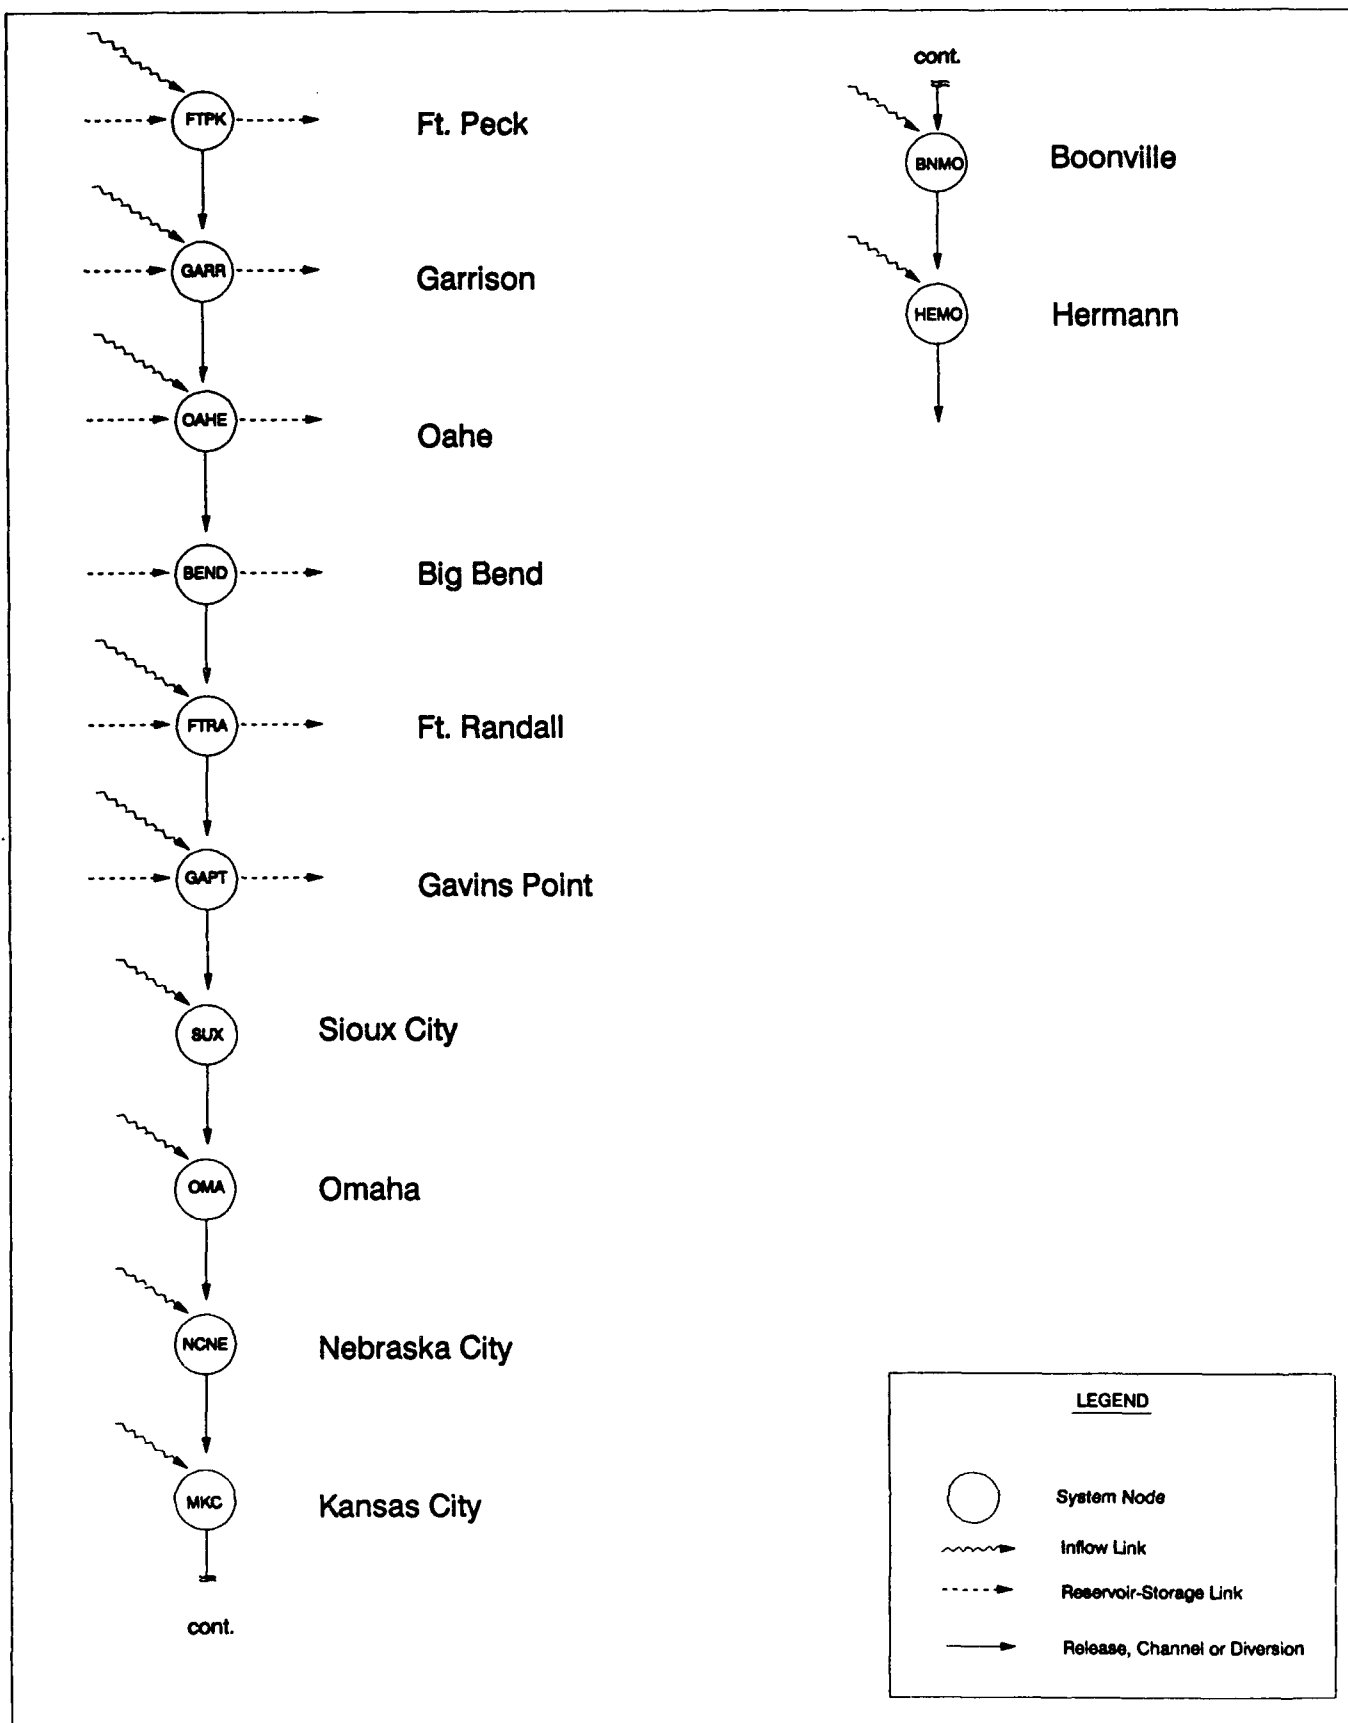 FTPK
Ft. Peck
GARR
Garrison
OAHE
Oahe
BEND
Big Bend
FTRA
Ft. Randall
GAPT
Gavins Point
SUX
Sioux City
OMA
Omaha
NCNE
Nebraska City
MKC
Kansas City
cont.
cont.
BNMO
Boonville
HEMO
Hermann
LEGEND
System Node
Inflow Link
Reservoir-Storage Link
Release, Channel or Diversion